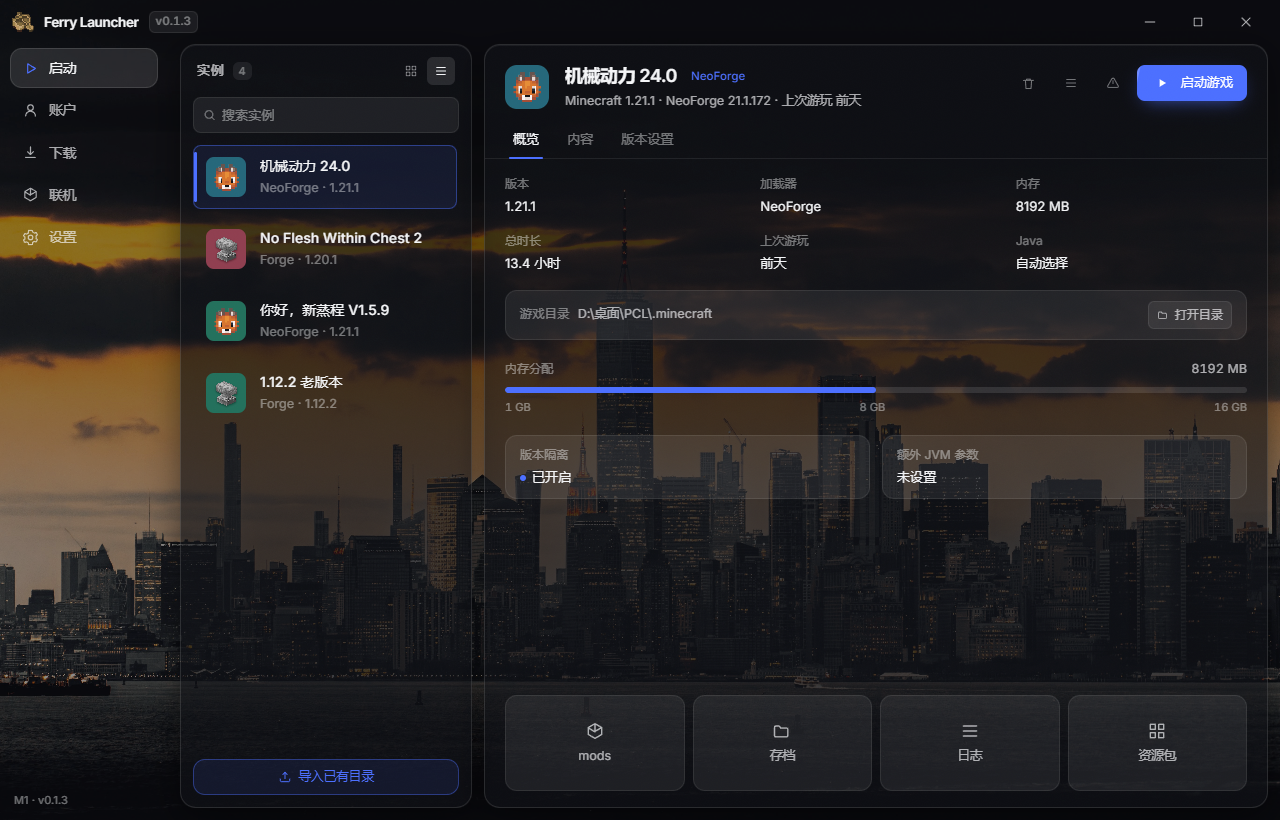 Ferry Launcher v0.1.3
启动
账户
下载
联机
设置
M1 · v0.1.3
实例 4
搜索实例
机械动力 24.0
NeoForge · 1.21.1
No Flesh Within Chest 2
Forge · 1.20.1
你好，新蒸程 V1.5.9
NeoForge · 1.21.1
1.12.2 老版本
Forge · 1.12.2
导入已有目录
机械动力 24.0 NeoForge
Minecraft 1.21.1 · NeoForge 21.1.172 · 上次游玩 前天
启动游戏
概览 内容 版本设置
版本 加载器 内存
1.21.1 NeoForge 8192 MB
总时长 上次游玩 Java
13.4 小时 前天 自动选择
游戏目录 D:\桌面\PCL\.minecraft 打开目录
内存分配 8192 MB
1 GB 8 GB 16 GB
版本隔离 额外 JVM 参数
已开启 未设置
mods 存档 日志 资源包